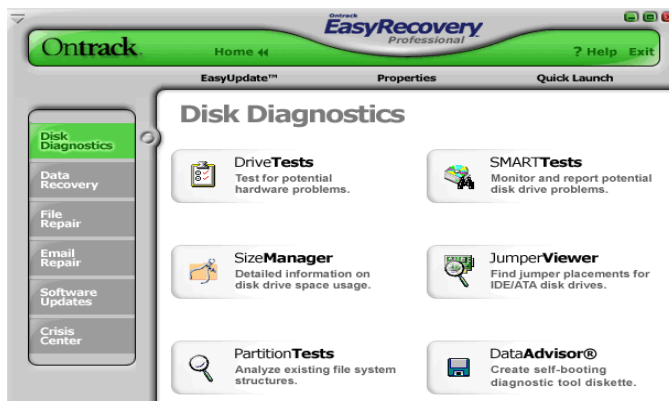 Ontrack
EasyRecovery
Professional
Ontrack.
Home
? Help Exit
EasyUpdate™ Properties Quick Launch
Disk Diagnostics
Disk
Diagnostics
Data
Recovery
File
Repair
Email
Repair
Software
Updates
Crisis
Center
DriveTests
Test for potential
hardware problems.
SMARTTests
Monitor and report potential
disk drive problems.
SizeManager
Detailed information on
disk drive space usage.
JumperViewer
Find jumper placements for
IDE/ATA disk drives.
PartitionTests
Analyze existing file system
structures.
DataAdvisor®
Create self-booting
diagnostic tool diskette.